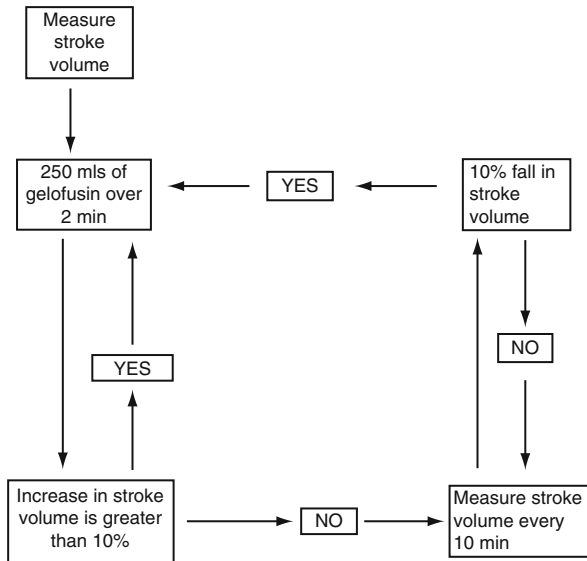 Measure
stroke
volume
250 mls of
gelofusin over
2 min
YES
10% fall in
stroke
volume
YES
NO
Increase in stroke
volume is greater
than 10%
NO
Measure stroke
volume every
10 min